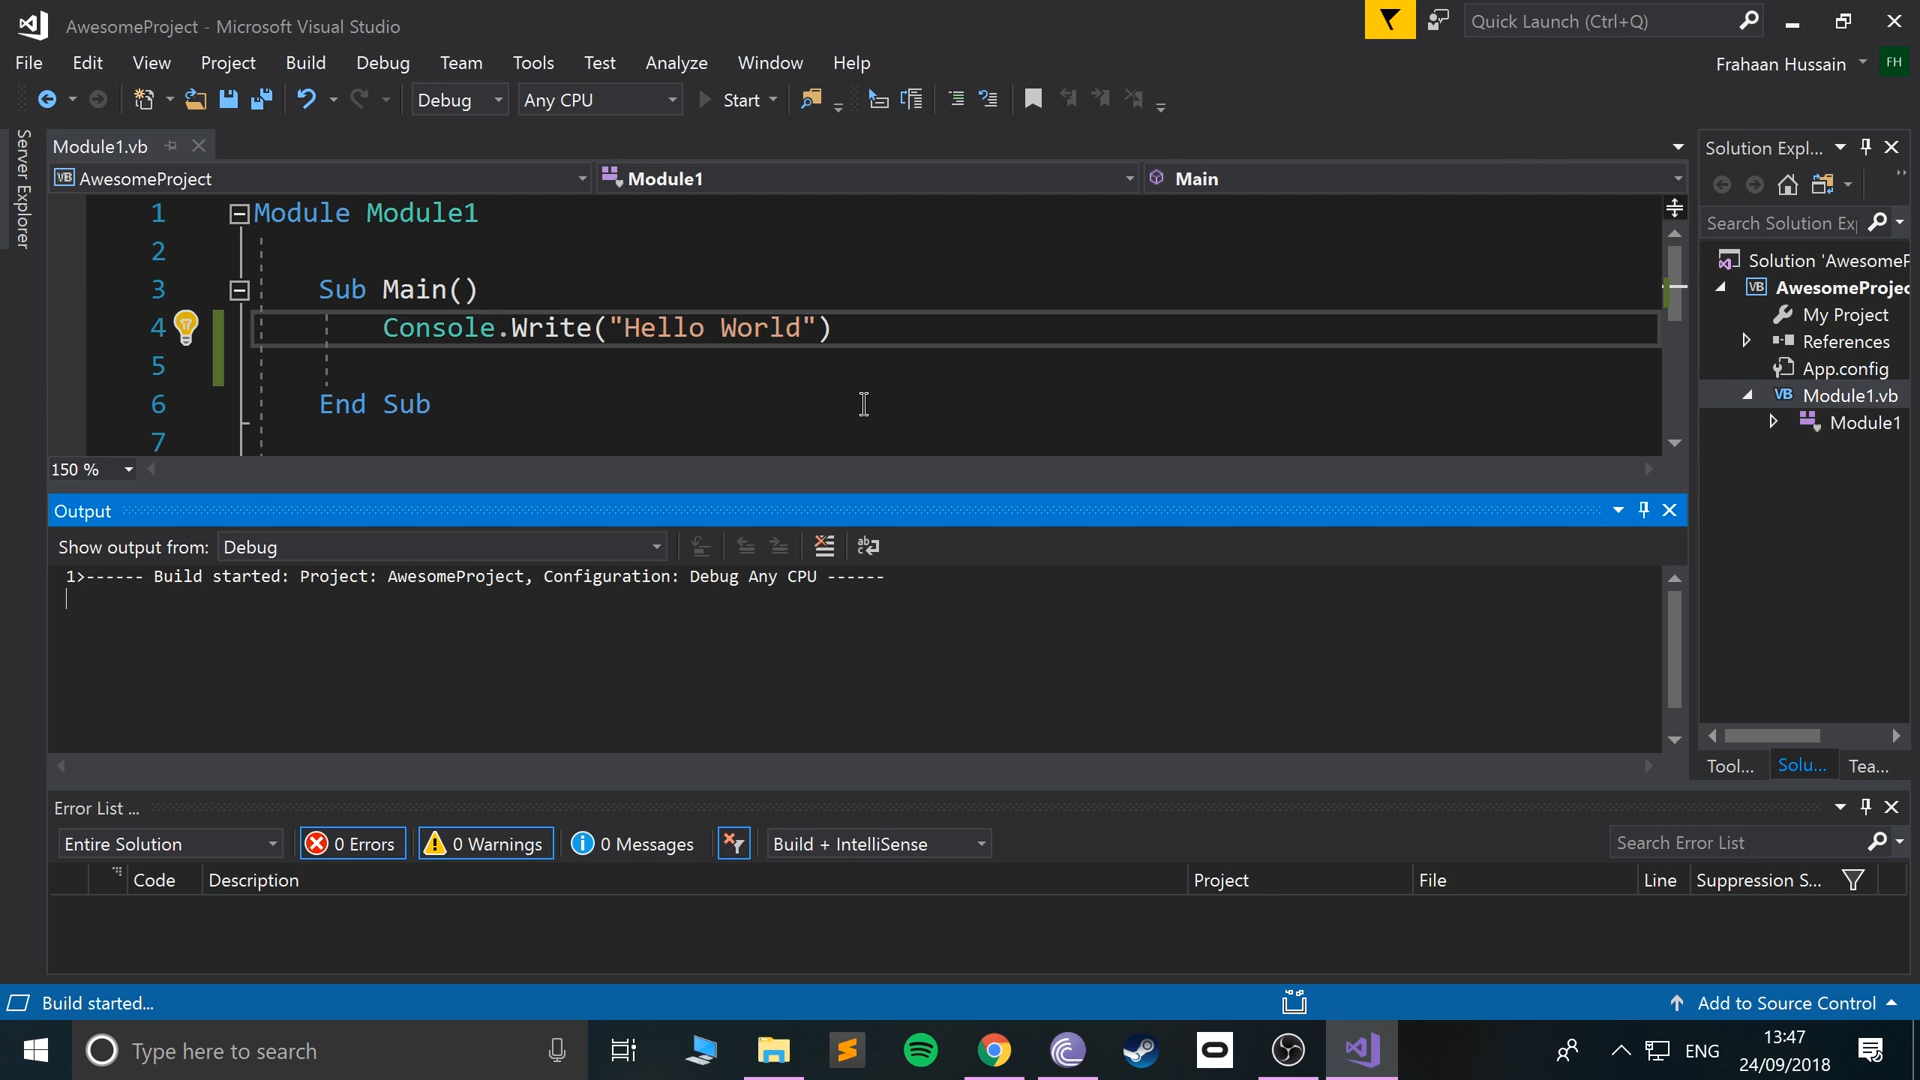 AwesomeProject - Microsoft Visual Studio
Quick Launch (Ctrl+Q)
File Edit View Project Build Debug Team Tools Test Analyze Window Help
Frahaan Hussain FH
Debug Any CPU Start
Server Explorer
Module1.vb
VB AwesomeProject Module1 Main
1 Module Module1
2
3 Sub Main()
4 Console.Write("Hello World")
5
6 End Sub
7
150 %
Output
Show output from: Debug
1>------ Build started: Project: AwesomeProject, Configuration: Debug Any CPU ------
Solution Expl...
Search Solution Ex
Solution 'AwesomeP
VB AwesomeProjec
My Project
References
App.config
VB Module1.vb
Module1
Tool... Solu... Tea...
Error List ...
Entire Solution 0 Errors 0 Warnings 0 Messages Build + IntelliSense Search Error List
Code Description Project File Line Suppression S...
Build started... Add to Source Control
Type here to search
ENG
13:47
24/09/2018